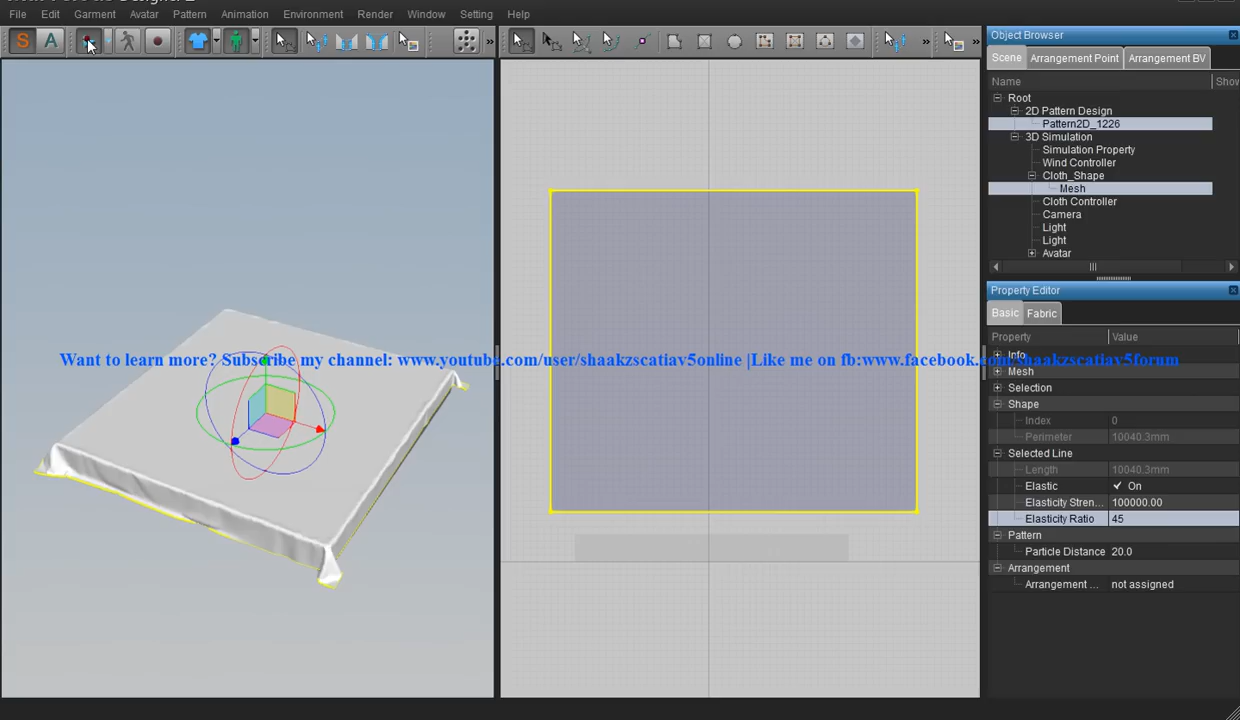 File Edit Garment Avatar Pattern Animation Environment Render Window Setting Help
S A » » »
Object Browser
Scene Arrangement Point Arrangement BV
Name Show
Root
2D Pattern Design
Pattern2D_1226
3D Simulation
Simulation Property
Wind Controller
Cloth_Shape
Mesh
Cloth Controller
Camera
Light
Light
Avatar
Property Editor
Basic Fabric
Property Value
Info
Want to learn more? Subscribe my channel: www.youtube.com/user/shaakzscatiav5online |Like me on fb:www.facebook.com/shaakzscatiav5forum
Mesh
Selection
Shape
Index 0
Perimeter 10040.3mm
Selected Line
Length 10040.3mm
Elastic ✓ On
Elasticity Stren... 100000.00
Elasticity Ratio 45
Pattern
Particle Distance 20.0
Arrangement
Arrangement ... not assigned